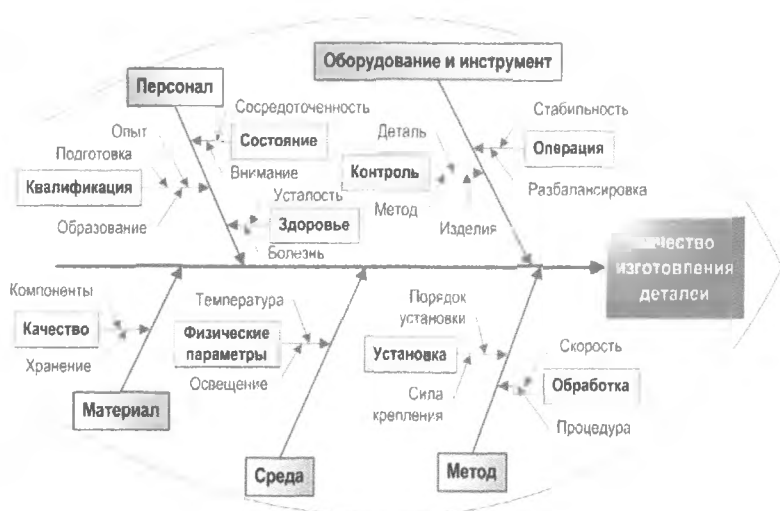 Оборудование и инструмент
Персонал
Сосредоточенность
Состояние
Внимание
Опыт
Подготовка
Квалификация
Образование
Усталость
Здоровье
Болезнь
Деталь
Контроль
Метод
Изделия
Стабильность
Операция
Разбалансировка
Качество
изготовления
деталей
Компоненты
Качество
Хранение
Материал
Температура
Физические
параметры
Освещение
Среда
Порядок
установки
Установка
Сила
крепления
Скорость
Обработка
Процедура
Метод